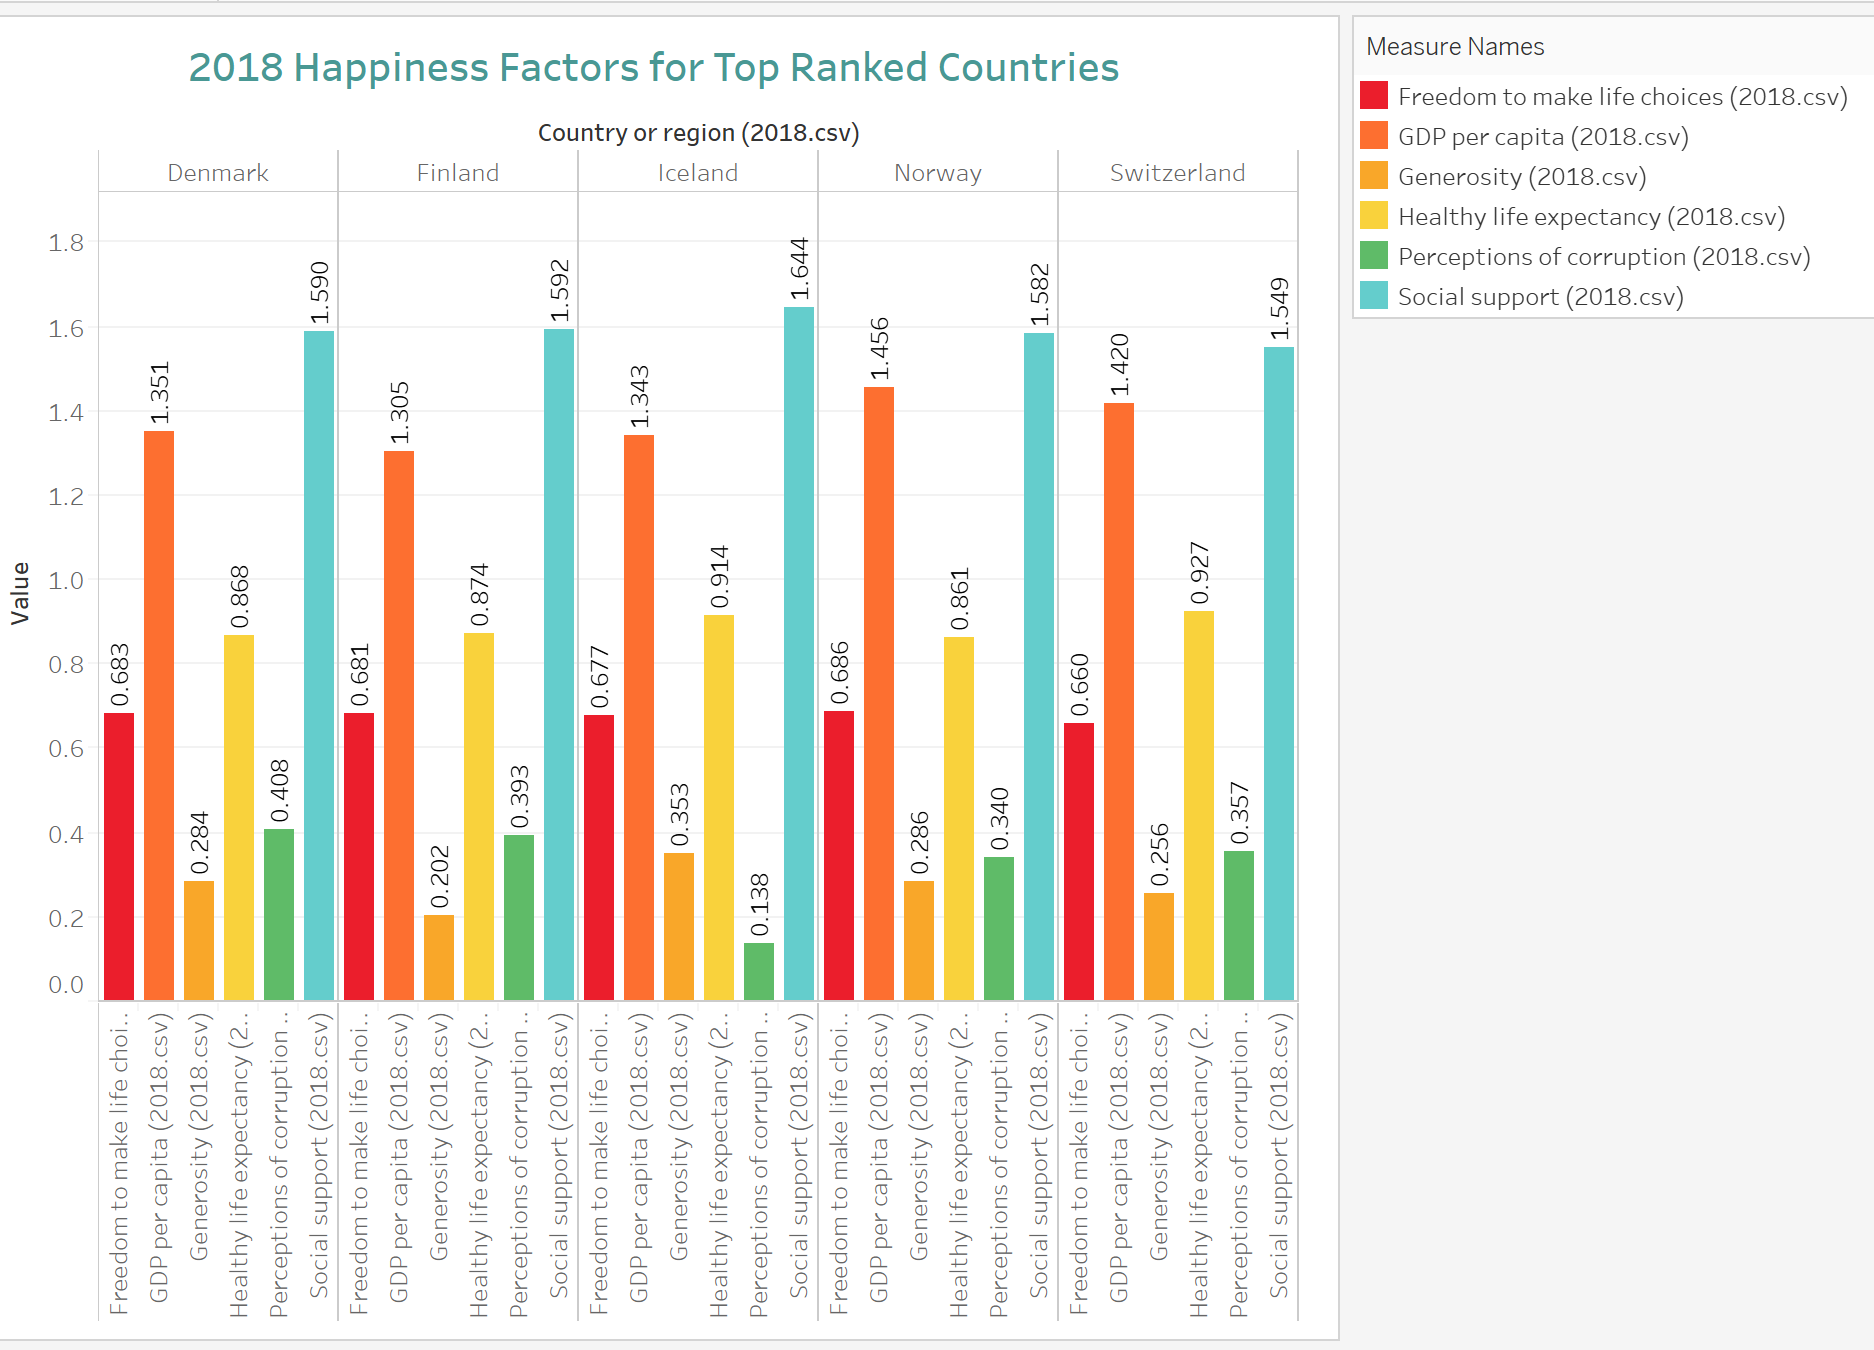 2018 Happiness Factors for Top Ranked Countries
Country or region (2018.csv)
Denmark Finland Iceland Norway Switzerland
Value
1.8
1.6
1.4
1.2
1.0
0.8
0.6
0.4
0.2
0.0
0.683 1.351 0.284 0.868 0.408 1.590
0.681 1.305 0.202 0.874 0.393 1.592
0.677 1.343 0.353 0.914 0.138 1.644
0.686 1.456 0.286 0.861 0.340 1.582
0.660 1.420 0.256 0.927 0.357 1.549
Freedom to make life choi..
GDP per capita (2018.csv)
Generosity (2018.csv)
Healthy life expectancy (2..
Perceptions of corruption ..
Social support (2018.csv)
Freedom to make life choi..
GDP per capita (2018.csv)
Generosity (2018.csv)
Healthy life expectancy (2..
Perceptions of corruption ..
Social support (2018.csv)
Freedom to make life choi..
GDP per capita (2018.csv)
Generosity (2018.csv)
Healthy life expectancy (2..
Perceptions of corruption ..
Social support (2018.csv)
Freedom to make life choi..
GDP per capita (2018.csv)
Generosity (2018.csv)
Healthy life expectancy (2..
Perceptions of corruption ..
Social support (2018.csv)
Freedom to make life choi..
GDP per capita (2018.csv)
Generosity (2018.csv)
Healthy life expectancy (2..
Perceptions of corruption ..
Social support (2018.csv)
Measure Names
Freedom to make life choices (2018.csv)
GDP per capita (2018.csv)
Generosity (2018.csv)
Healthy life expectancy (2018.csv)
Perceptions of corruption (2018.csv)
Social support (2018.csv)